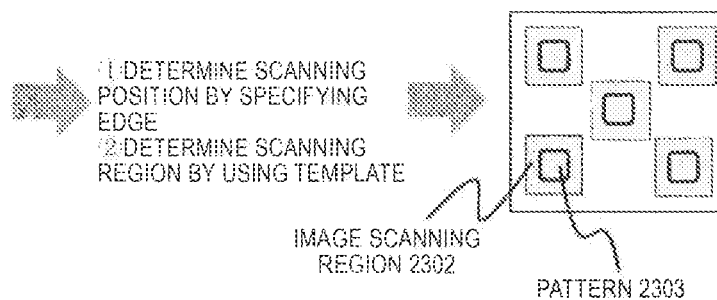 (1) DETERMINE SCANNING
POSITION BY SPECIFYING
EDGE
(2) DETERMINE SCANNING
REGION BY USING TEMPLATE
IMAGE SCANNING
REGION 2302
PATTERN 2303